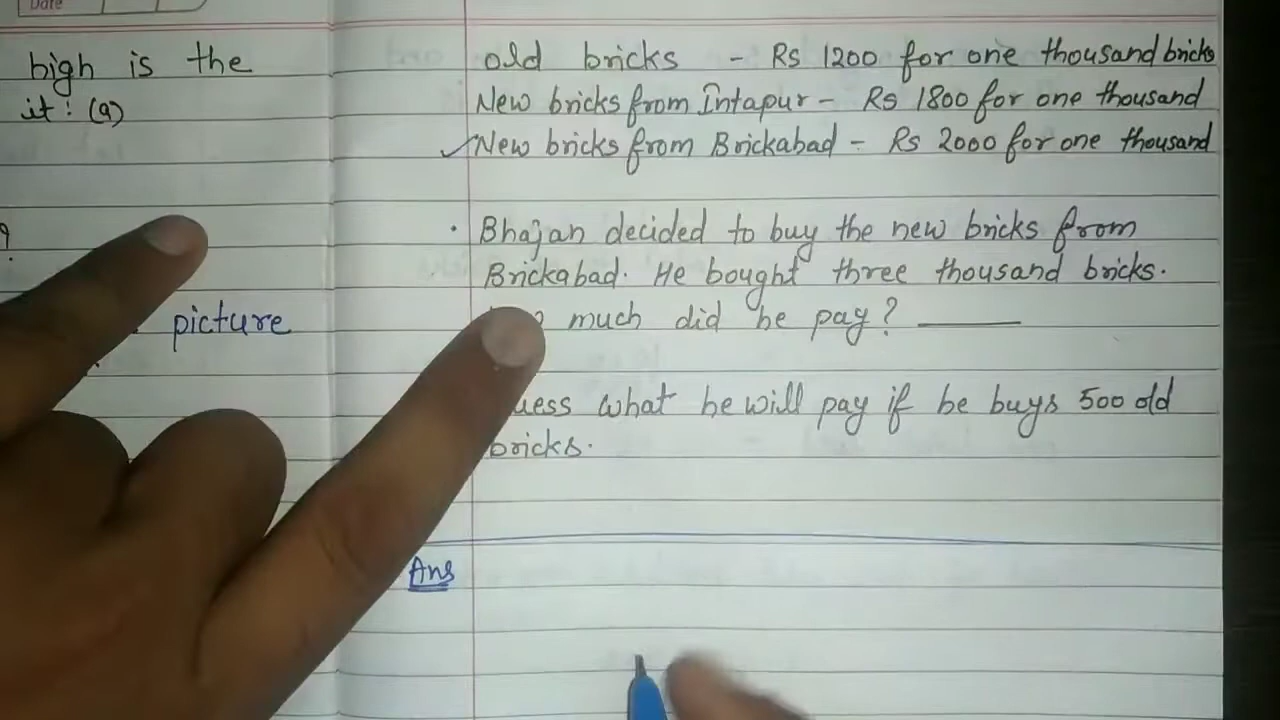 Date
high is the
it: (a)
?
picture
old bricks - Rs 1200 for one thousand bricks
New bricks from Intapur - Rs 1800 for one thousand
✓New bricks from Brickabad - Rs 2000 for one thousand
• Bhajan decided to buy the new bricks from
Brickabad. He bought three thousand bricks.
much did he pay? ______
what he will pay if he buys 500 old
bricks.
Ans